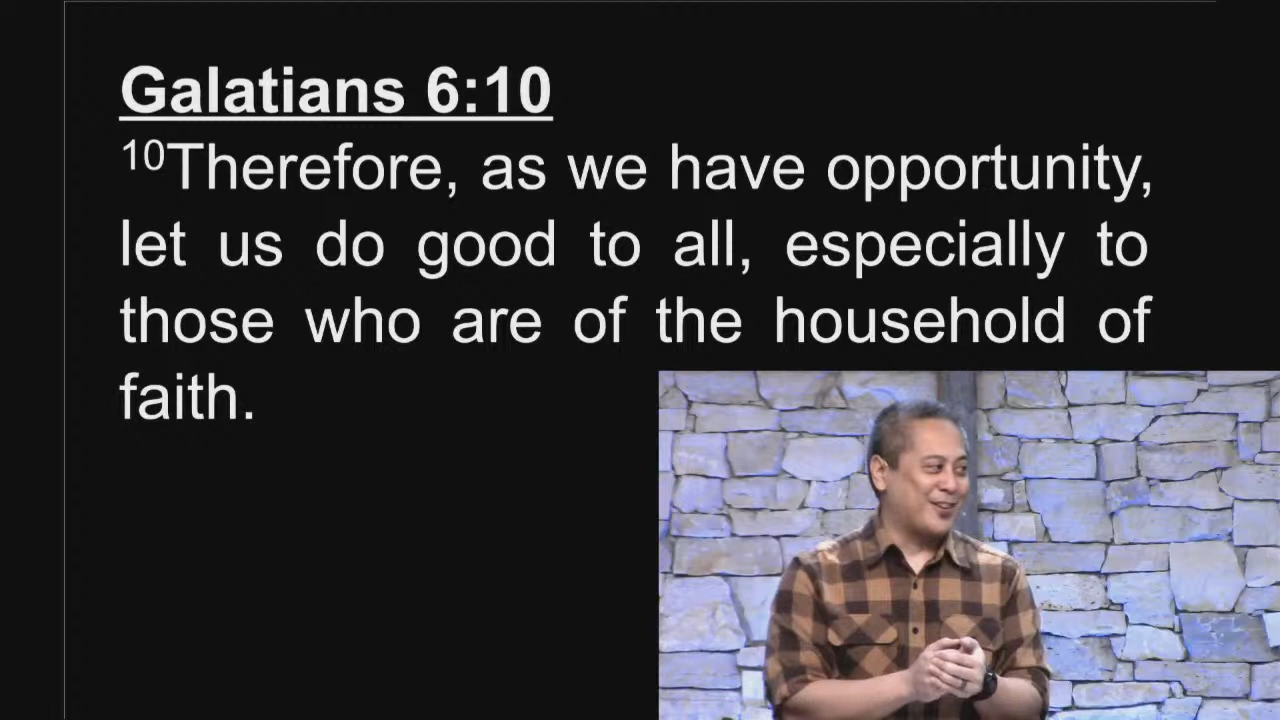 Galatians 6:10
10Therefore, as we have opportunity,
let us do good to all, especially to
those who are of the household of
faith.